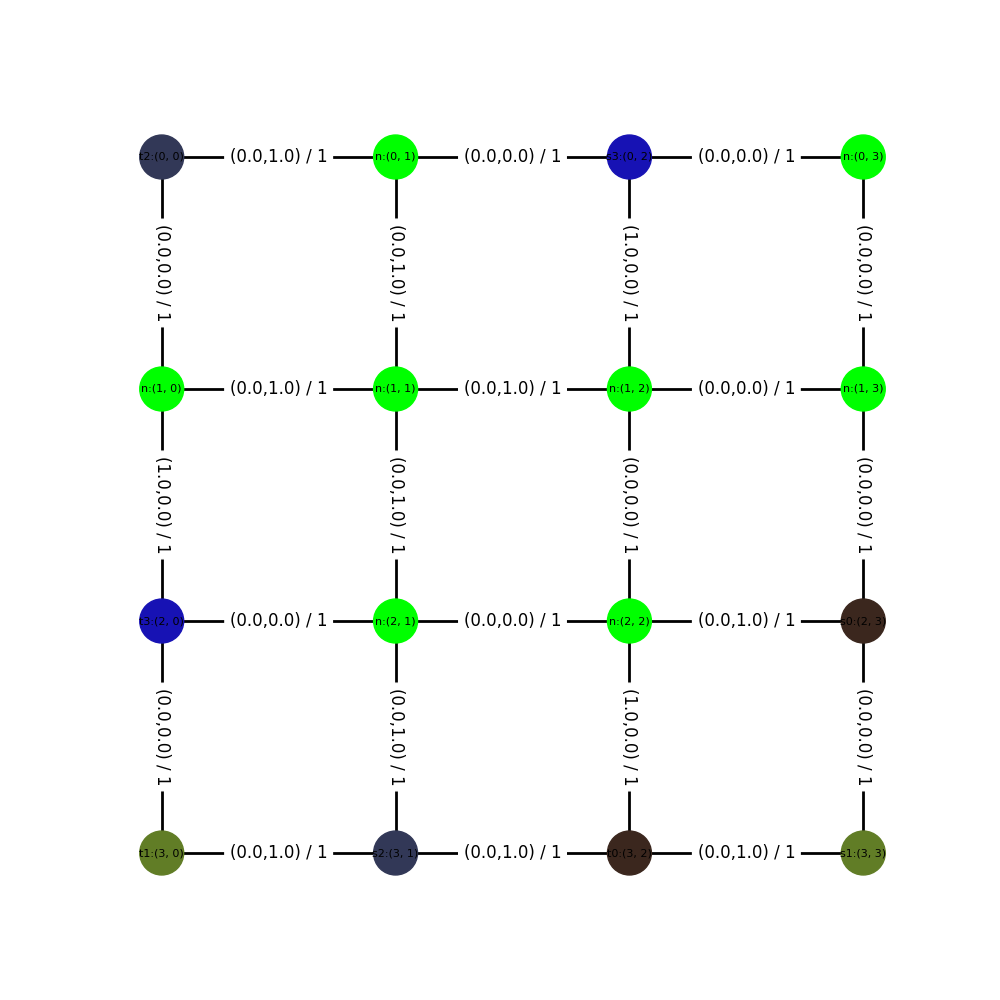 t2:(0, 0) (0.0,1.0) / 1 n:(0, 1) (0.0,0.0) / 1 s3:(0, 2) (0.0,0.0) / 1 n:(0, 3)
(0.0,0.0) / 1 (0.0,1.0) / 1 (1.0,0.0) / 1 (0.0,0.0) / 1
n:(1, 0) (0.0,1.0) / 1 n:(1, 1) (0.0,1.0) / 1 n:(1, 2) (0.0,0.0) / 1 n:(1, 3)
(1.0,0.0) / 1 (0.0,1.0) / 1 (0.0,0.0) / 1 (0.0,0.0) / 1
t3:(2, 0) (0.0,0.0) / 1 n:(2, 1) (0.0,0.0) / 1 n:(2, 2) (0.0,1.0) / 1 s0:(2, 3)
(0.0,0.0) / 1 (0.0,1.0) / 1 (1.0,0.0) / 1 (0.0,0.0) / 1
t1:(3, 0) (0.0,1.0) / 1 s2:(3, 1) (0.0,1.0) / 1 t0:(3, 2) (0.0,1.0) / 1 s1:(3, 3)